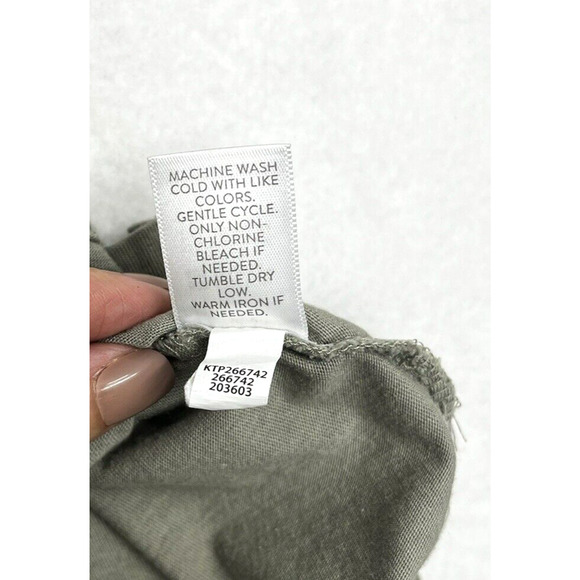 MACHINE WASH
COLD WITH LIKE
COLORS.
GENTLE CYCLE.
ONLY NON-
CHLORINE
BLEACH IF
NEEDED.
TUMBLE DRY
LOW.
WARM IRON IF
NEEDED.
KTP266742
266742
203603